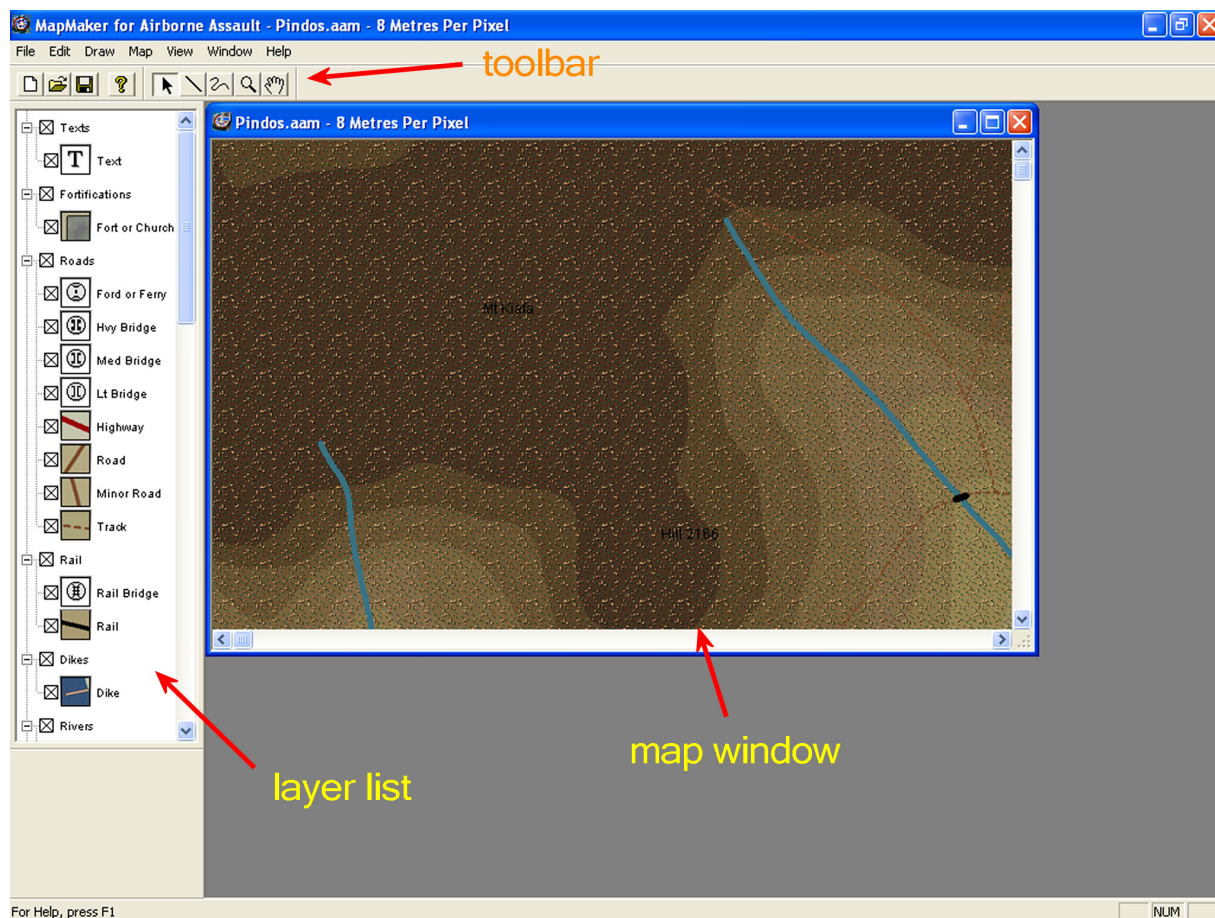 MapMaker for Airborne Assault - Pindos.aam - 8 Metres Per Pixel
File Edit Draw Map View Window Help
toolbar
Texts
T Text
Fortifications
Fort or Church
Roads
Ford or Ferry
Hvy Bridge
Med Bridge
Lt Bridge
Highway
Road
Minor Road
Track
Rail
Rail Bridge
Rail
Dikes
Dike
Rivers
Pindos.aam - 8 Metres Per Pixel
Mt Kiafa
Hill 2186
map window
layer list
For Help, press F1
NUM